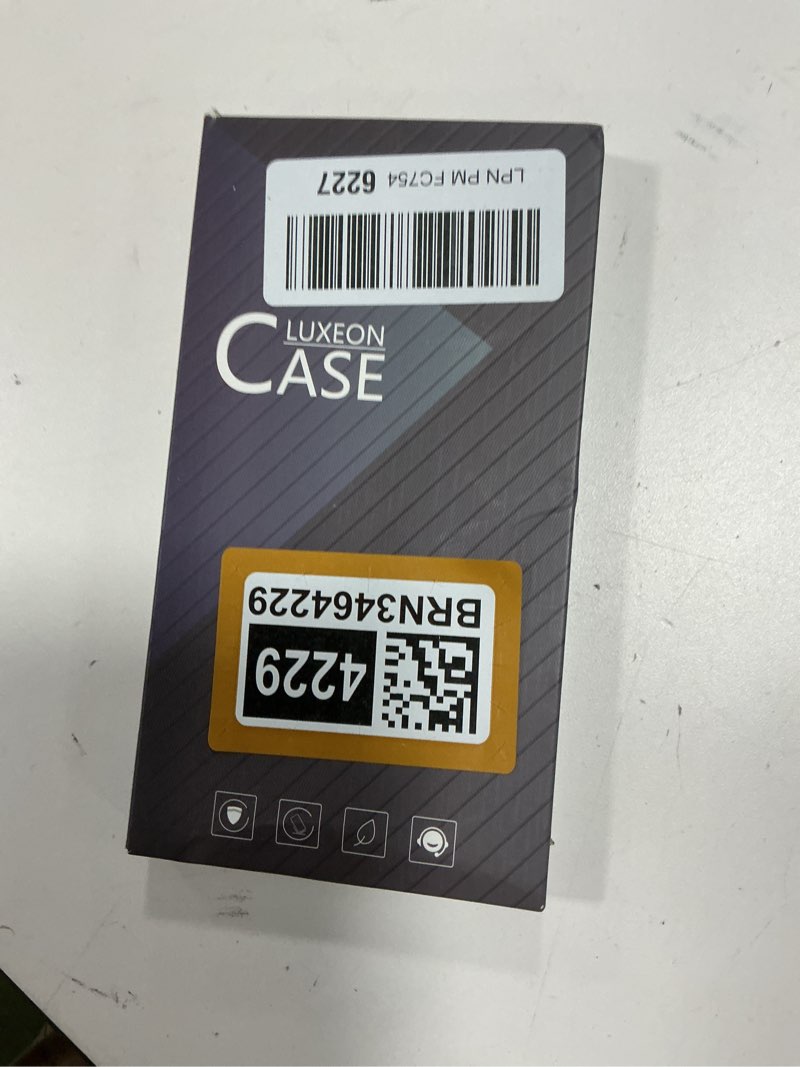 LPN PM FC754 6227
LUXEON
CASE
BRN3464229
4229